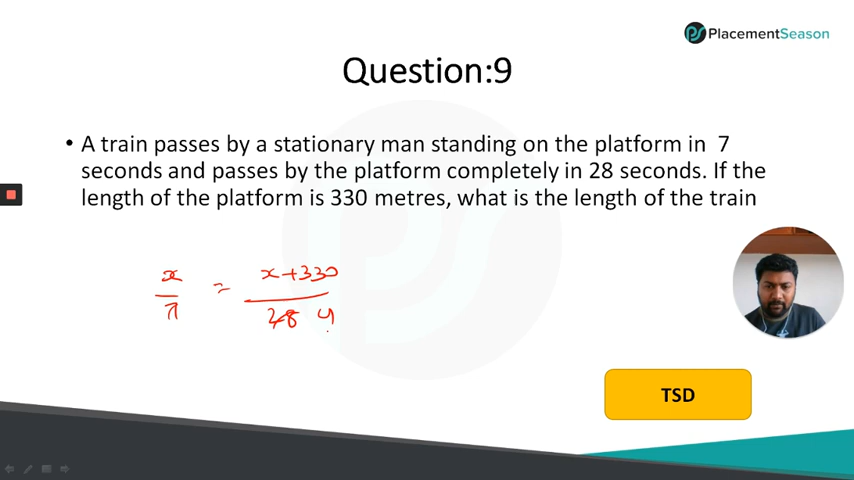 PlacementSeason
Question:9
• A train passes by a stationary man standing on the platform in 7
seconds and passes by the platform completely in 28 seconds. If the
length of the platform is 330 metres, what is the length of the train
x/7 = x+330/28 4
TSD